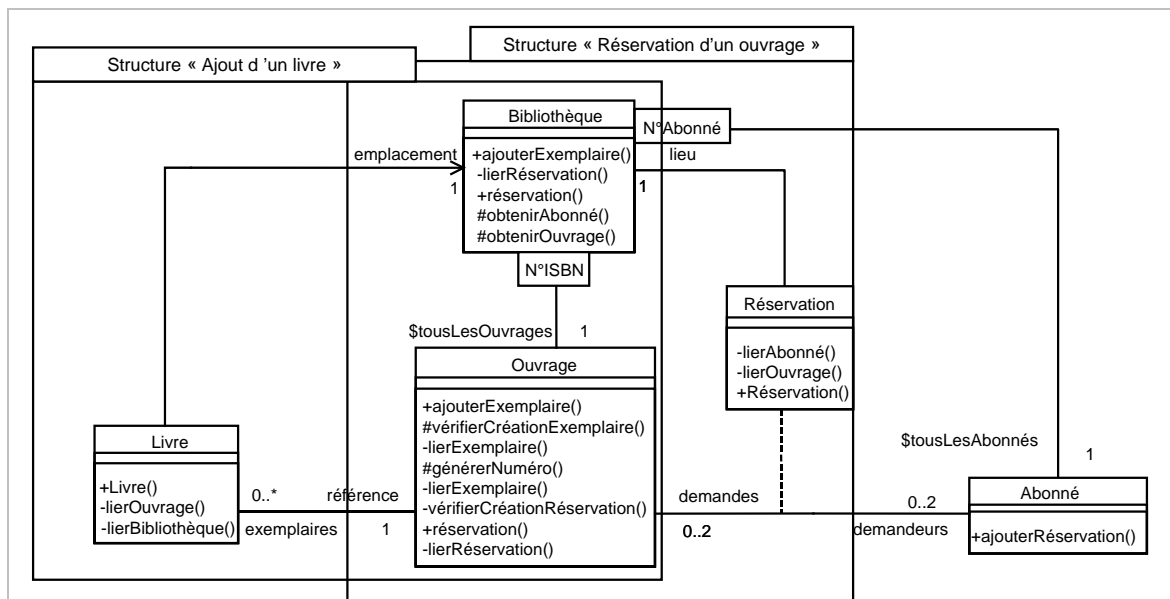 Structure « Réservation d'un ouvrage »
Structure « Ajout d 'un livre »
Bibliothèque
N°Abonné
+ajouterExemplaire()
-lierRéservation()
+réservation()
#obtenirAbonné()
#obtenirOuvrage()
emplacement
1
lieu
1
N°ISBN
$tousLesOuvrages
1
Réservation
-lierAbonné()
-lierOuvrage()
+Réservation()
Ouvrage
+ajouterExemplaire()
#vérifierCréationExemplaire()
-lierExemplaire()
#générerNuméro()
-lierExemplaire()
-vérifierCréationRéservation()
+réservation()
-lierRéservation()
Livre
+Livre()
-lierOuvrage()
-lierBibliothèque()
0..*
exemplaires
référence
1
demandes
0..2
0..2
demandeurs
$tousLesAbonnés
1
Abonné
+ajouterRéservation()